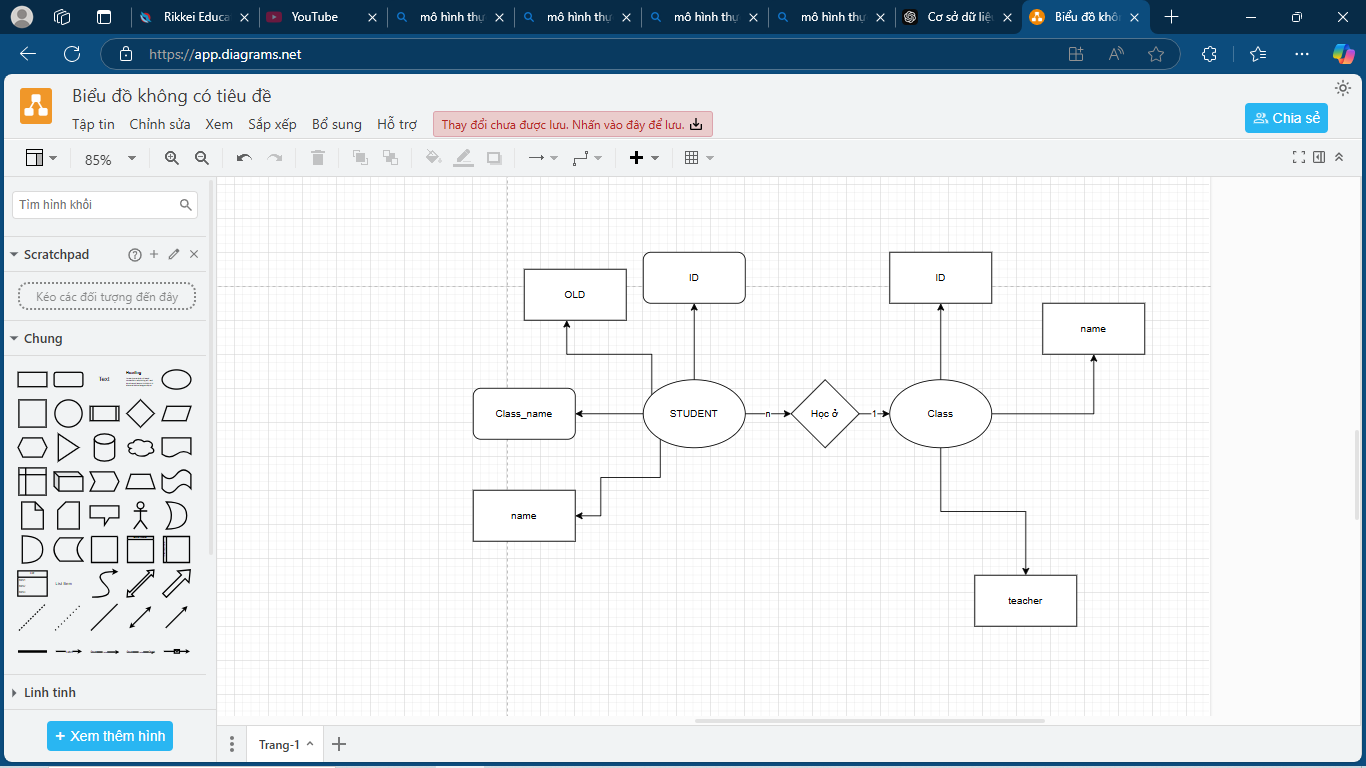 Rikkei Educa
YouTube
mô hình thự
mô hình thự
mô hình thự
mô hình thự
Cơ sở dữ liệ
Biểu đồ khôn
https://app.diagrams.net
Biểu đồ không có tiêu đề
Tập tin
Chỉnh sửa
Xem
Sắp xếp
Bổ sung
Hỗ trợ
Thay đổi chưa được lưu. Nhấn vào đây để lưu.
Chia sẻ
85%
Tìm hình khối
Scratchpad
Kéo các đối tượng đến đây
Chung
Text
Heading
List Item
Linh tinh
+ Xem thêm hình
OLD
ID
ID
name
Class_name
STUDENT
n
Học ở
1
Class
name
teacher
Trang-1